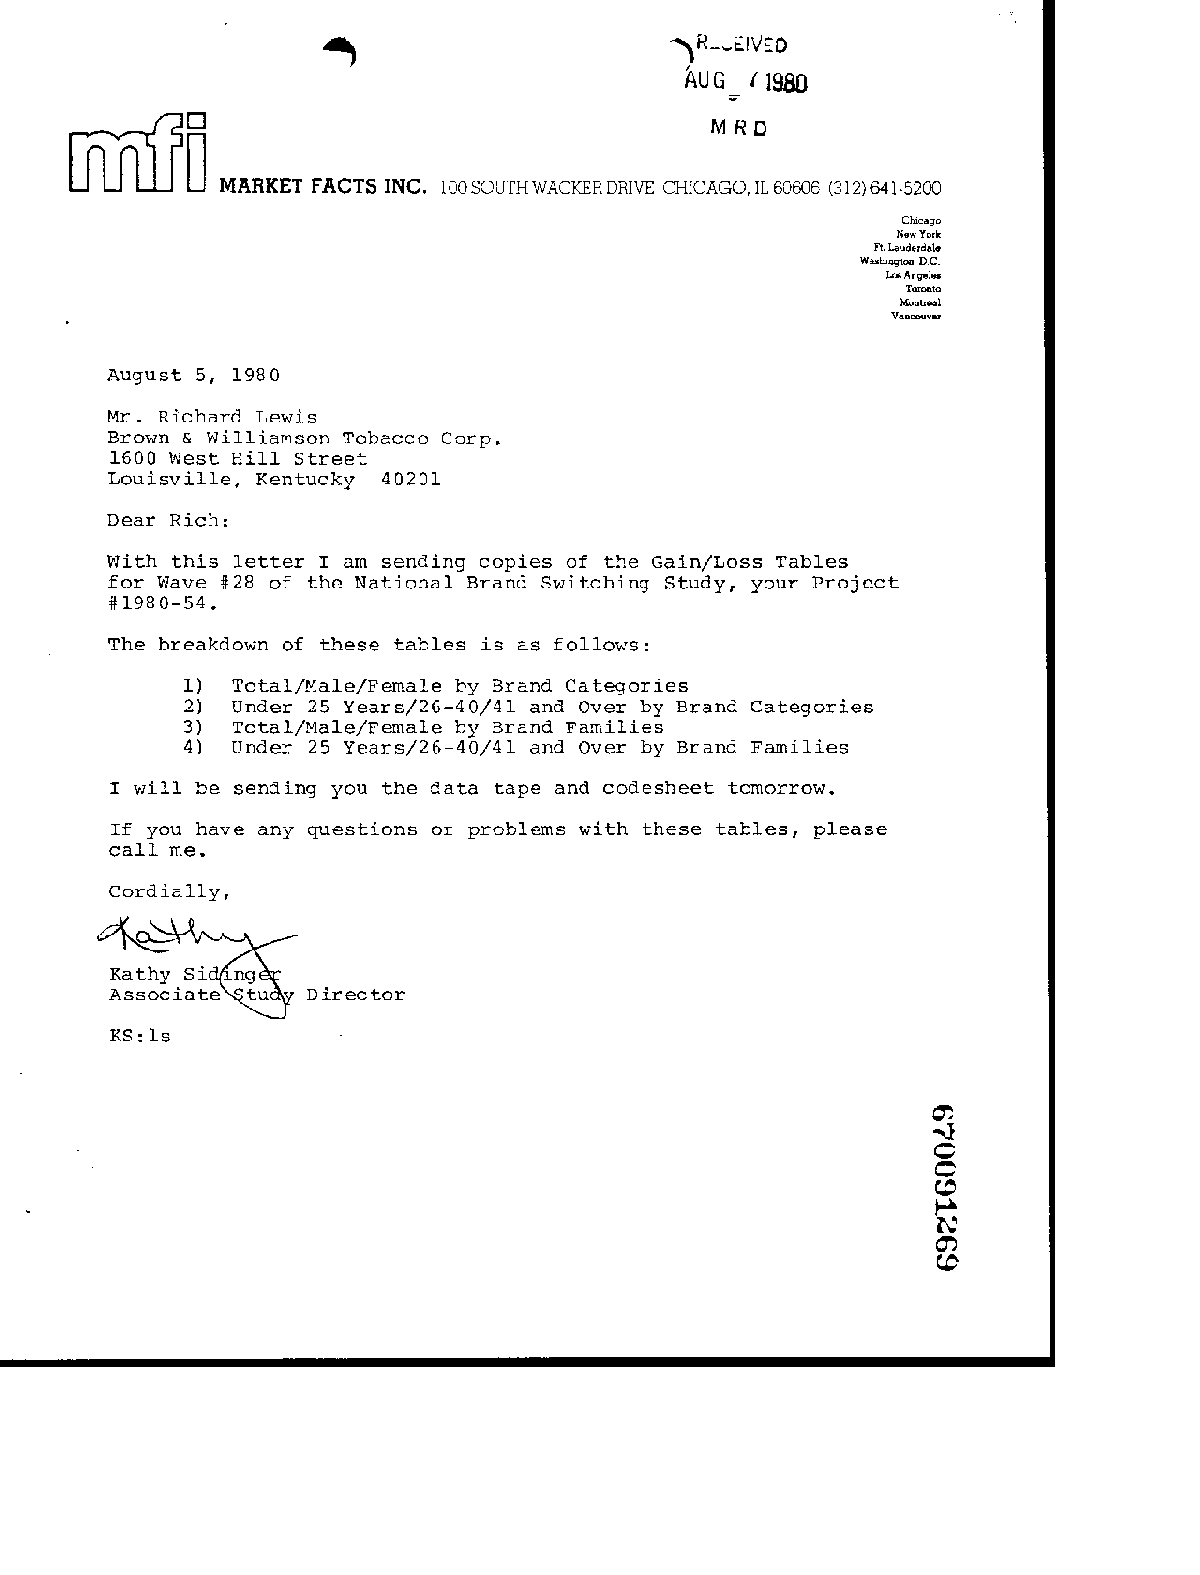 RECEIVED
AUG 7 1980
MRD
mfi
MARKET FACTS INC. 100 SOUTH WACKER DRIVE CHICAGO, IL 60606 (312) 641-5200
Chicago
New York
Ft. Lauderdale
Washington D.C.
Los Angeles
Toronto
Montreal
Vancouver
August 5, 1980
Mr. Richard Lewis
Brown & Williamson Tobacco Corp.
1600 West Hill Street
Louisville, Kentucky 40201
Dear Rich:
With this letter I am sending copies of the Gain/Loss Tables
for Wave #28 of the National Brand Switching Study, your Project
#1980-54.
The breakdown of these tables is as follows:
1) Total/Male/Female by Brand Categories
2) Under 25 Years/26-40/41 and Over by Brand Categories
3) Total/Male/Female by Brand Families
4) Under 25 Years/26-40/41 and Over by Brand Families
I will be sending you the data tape and codesheet tomorrow.
If you have any questions or problems with these tables, please
call me.
Cordially,
Kathy
Kathy
Associate Study Director
KS:ls
670091269